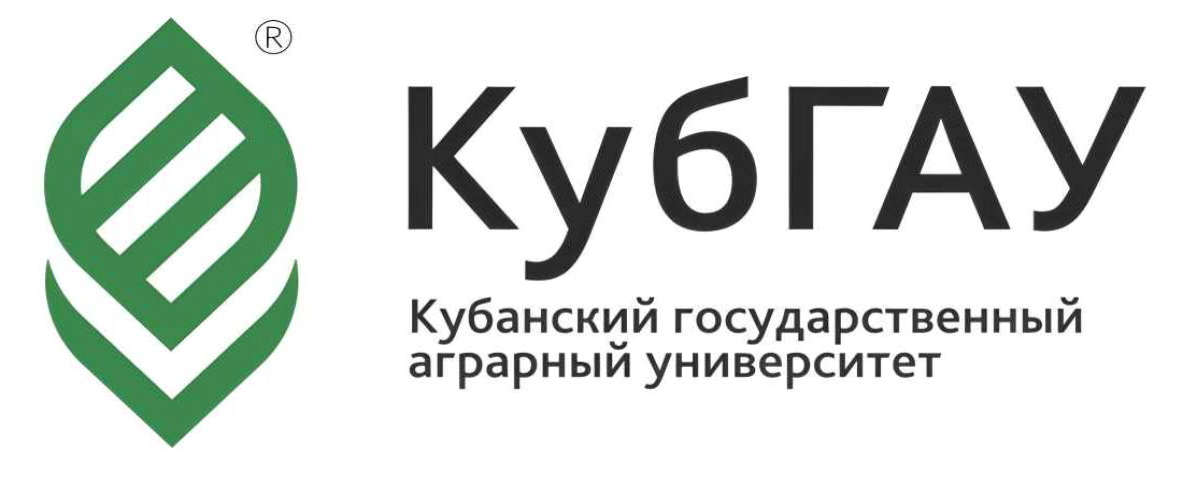 ®
КубГАУ
Кубанский государственный
аграрный университет